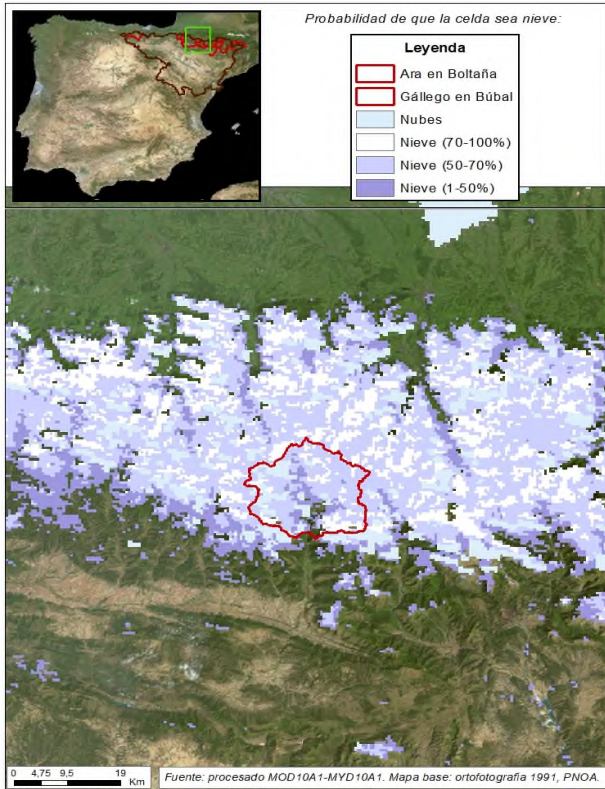 Probabilidad de que la celda sea nieve:
Leyenda
Ara en Boltaña
Gállego en Búbal
Nubes
Nieve (70-100%)
Nieve (50-70%)
Nieve (1-50%)
0 4,75 9,5 19
Km
Fuente: procesado MOD10A1-MYD10A1. Mapa base: ortofotografía 1991, PNOA.